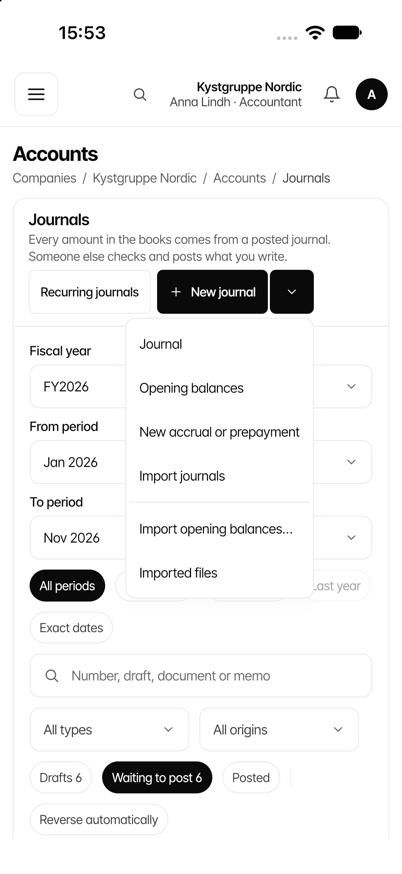 15:53
Kystgruppe Nordic
Anna Lindh · Accountant
A
Accounts
Companies / Kystgruppe Nordic / Accounts / Journals
Journals
Every amount in the books comes from a posted journal.
Someone else checks and posts what you write.
Recurring journals
+ New journal
Journal
Opening balances
New accrual or prepayment
Import journals
Import opening balances...
Imported files
Fiscal year
FY2026
From period
Jan 2026
To period
Nov 2026
All periods
Last year
Exact dates
Number, draft, document or memo
All types
All origins
Drafts 6
Waiting to post 6
Posted
Reverse automatically